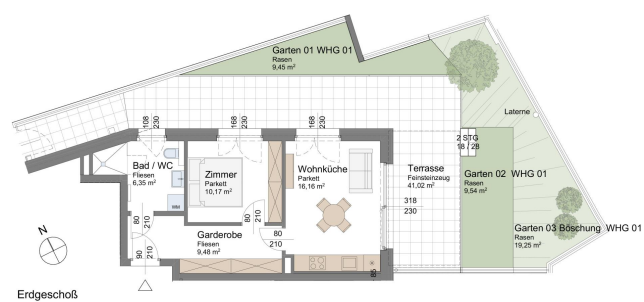 Garten 01 WHG 01
Rasen
9,45 m²
108
230
168
230
168
230
2 STG
18 / 28
Laterne
Bad / WC
Fliesen
6,35 m²
Zimmer
Parkett
10,17 m²
Wohnküche
Parkett
16,16 m²
Terrasse
Feinsteinzeug
41,02 m²
318
230
Garten 02 WHG 01
Rasen
9,54 m²
80
210
80
210
Garderobe
Fliesen
9,48 m²
80
210
90
210
85
Garten 03 Böschung WHG 01
Rasen
19,25 m²
N
Erdgeschoß